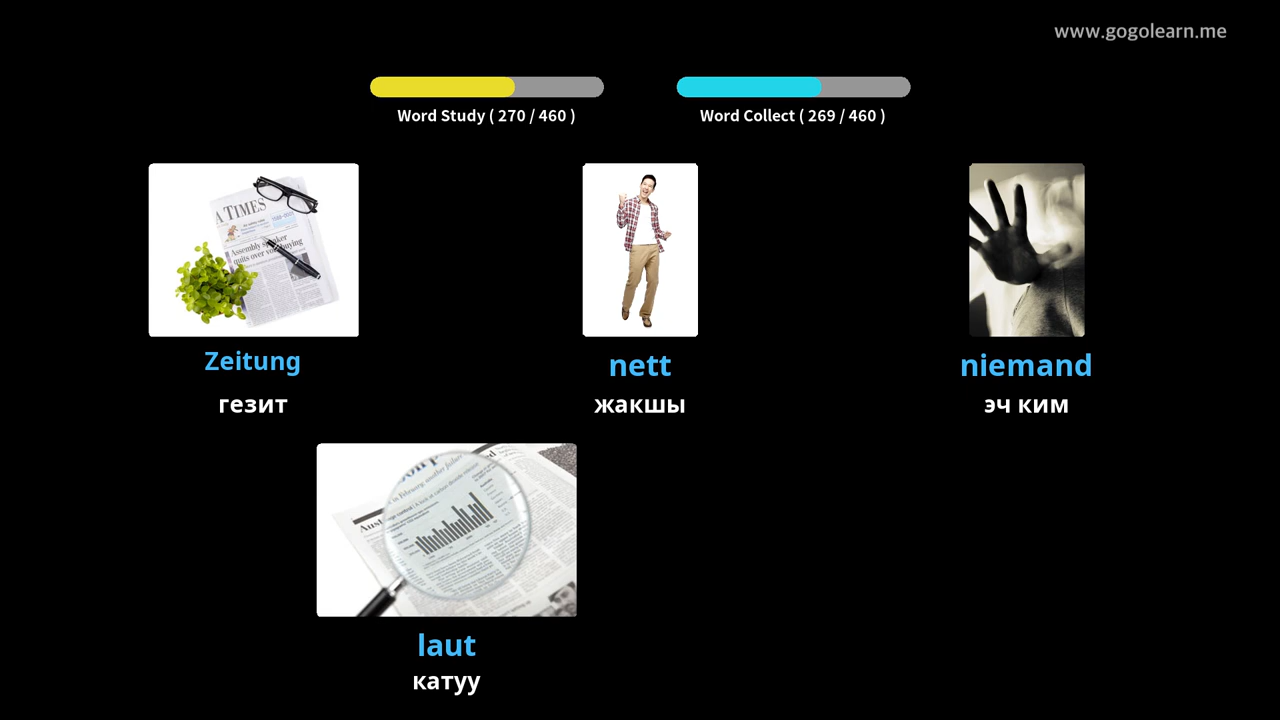 www.gogolearn.me
Word Study ( 270 / 460 )
Word Collect ( 269 / 460 )
A TIMES
Zeitung
nett
niemand
гезит
жакшы
эч ким
laut
катуу